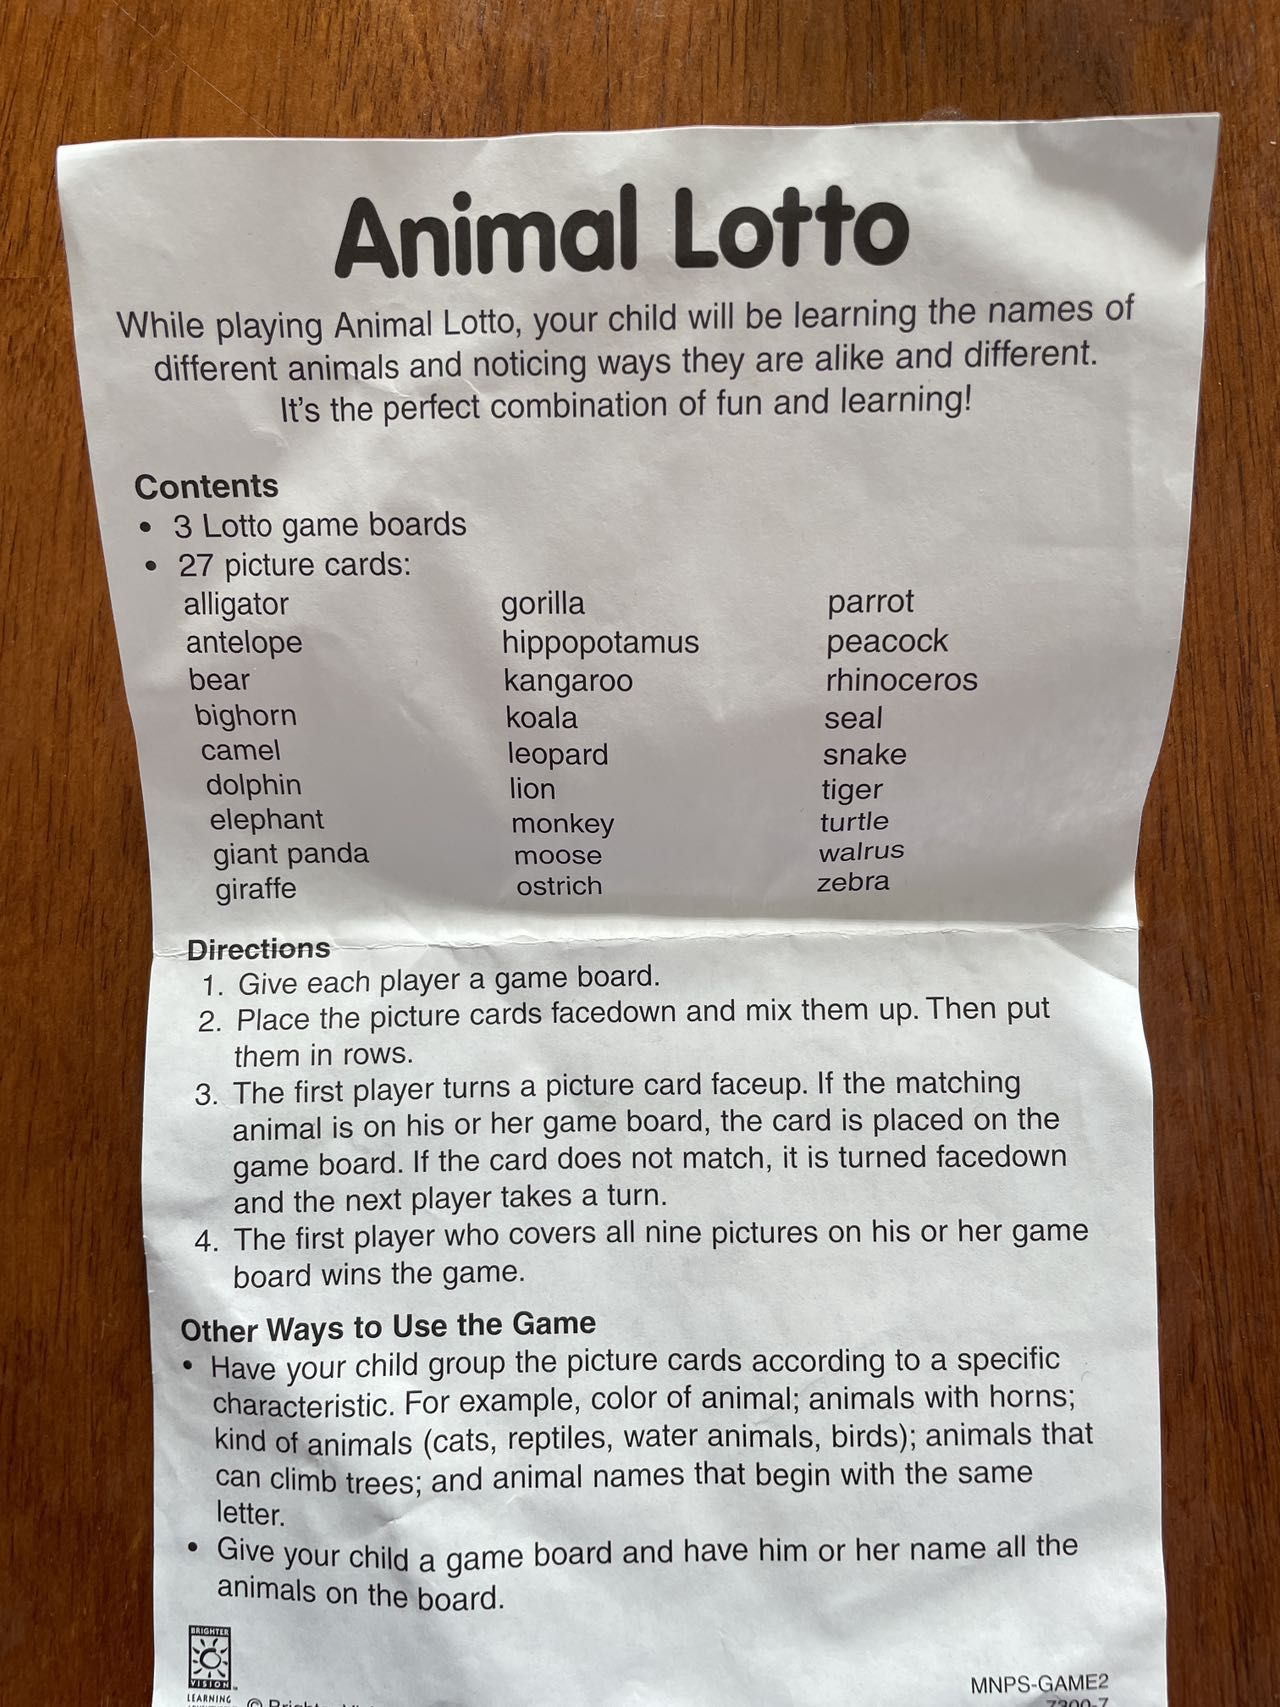 Animal Lotto
While playing Animal Lotto, your child will be learning the names of
different animals and noticing ways they are alike and different.
It's the perfect combination of fun and learning!
Contents
• 3 Lotto game boards
• 27 picture cards:
alligator gorilla parrot
antelope hippopotamus peacock
bear kangaroo rhinoceros
bighorn koala seal
camel leopard snake
dolphin lion tiger
elephant monkey turtle
giant panda moose walrus
giraffe ostrich zebra
Directions
1. Give each player a game board.
2. Place the picture cards facedown and mix them up. Then put
them in rows.
3. The first player turns a picture card faceup. If the matching
animal is on his or her game board, the card is placed on the
game board. If the card does not match, it is turned facedown
and the next player takes a turn.
4. The first player who covers all nine pictures on his or her game
board wins the game.
Other Ways to Use the Game
• Have your child group the picture cards according to a specific
characteristic. For example, color of animal; animals with horns;
kind of animals (cats, reptiles, water animals, birds); animals that
can climb trees; and animal names that begin with the same
letter.
• Give your child a game board and have him or her name all the
animals on the board.
BRIGHTER
VISION
LEARNING
MNPS-GAME2